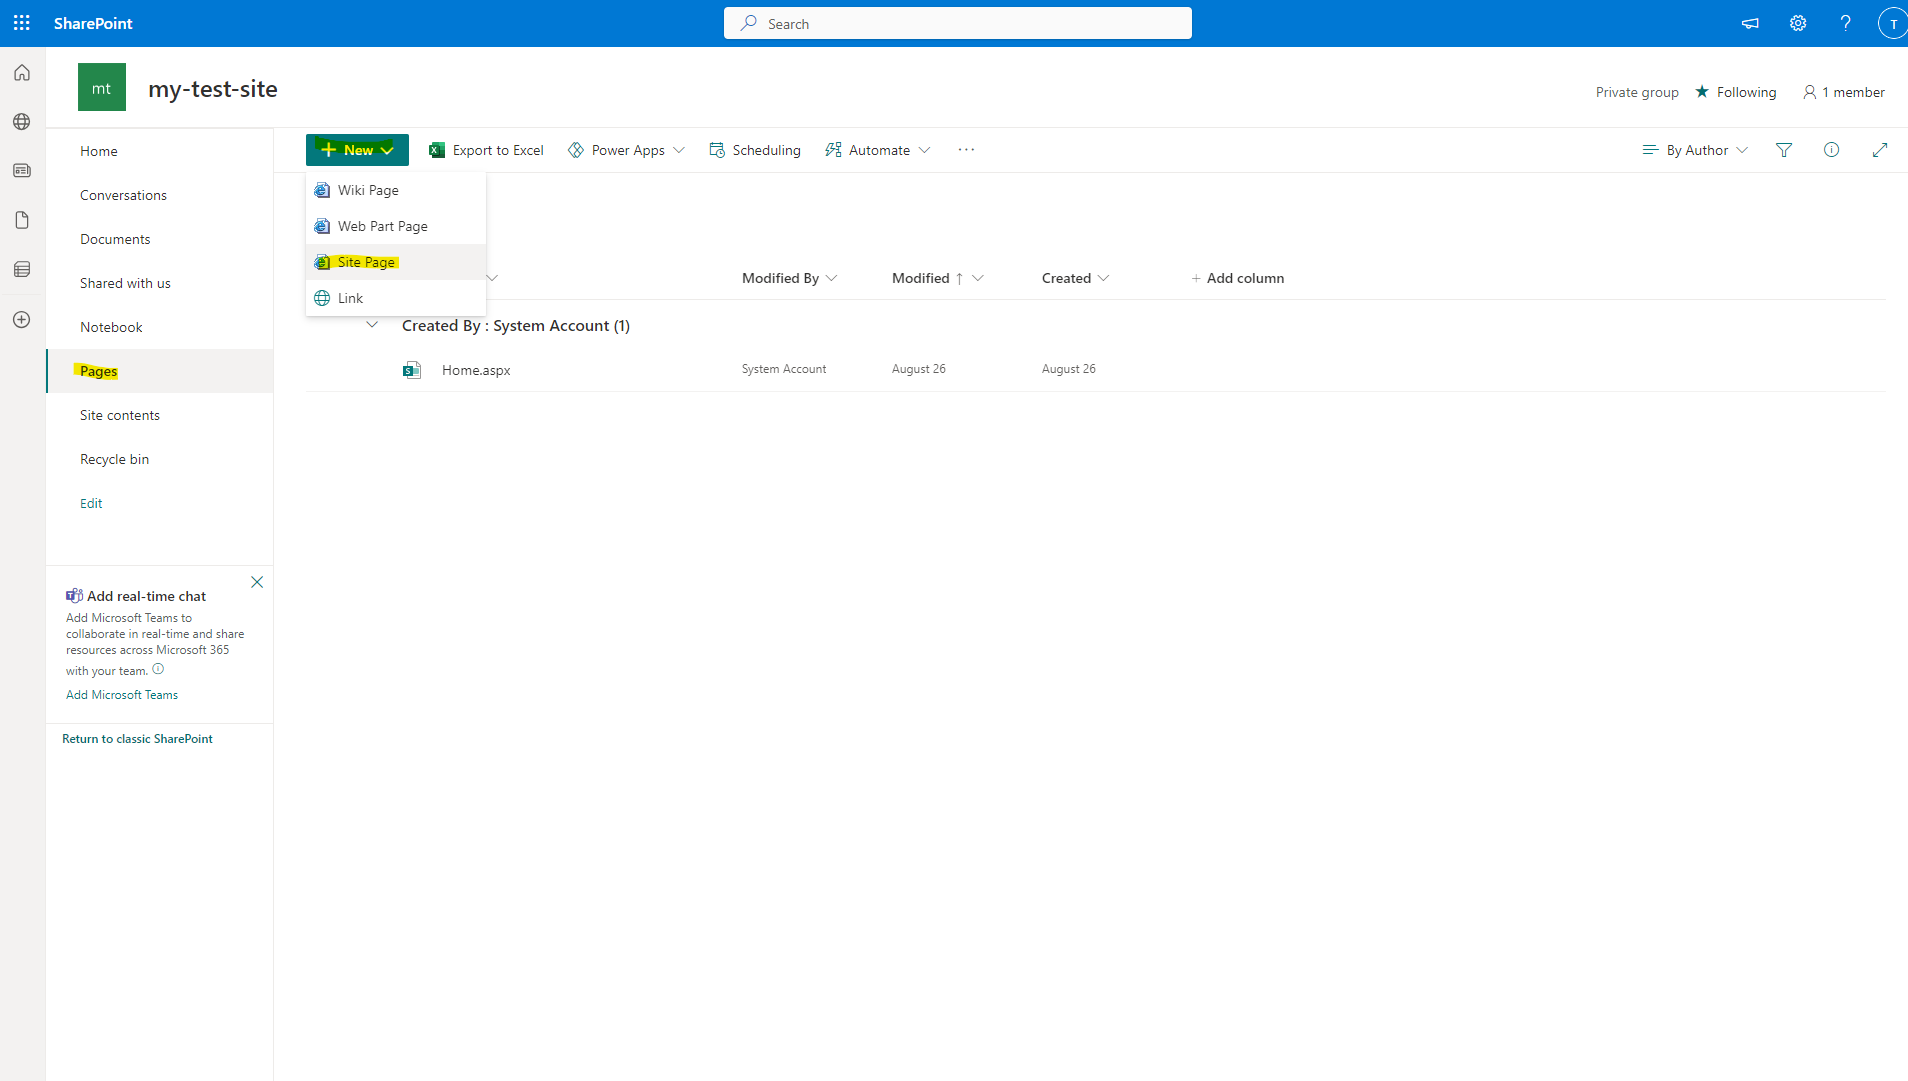 SharePoint
Search
T
mt
my-test-site
Private group
Following
1 member
Home
Conversations
Documents
Shared with us
Notebook
Pages
Site contents
Recycle bin
Edit
Add real-time chat
Add Microsoft Teams to
collaborate in real-time and share
resources across Microsoft 365
with your team.
Add Microsoft Teams
Return to classic SharePoint
+ New
Export to Excel
Power Apps
Scheduling
Automate
...
By Author
Wiki Page
Web Part Page
Site Page
Link
Modified By
Modified ↑
Created
+ Add column
Created By : System Account (1)
Home.aspx
System Account
August 26
August 26